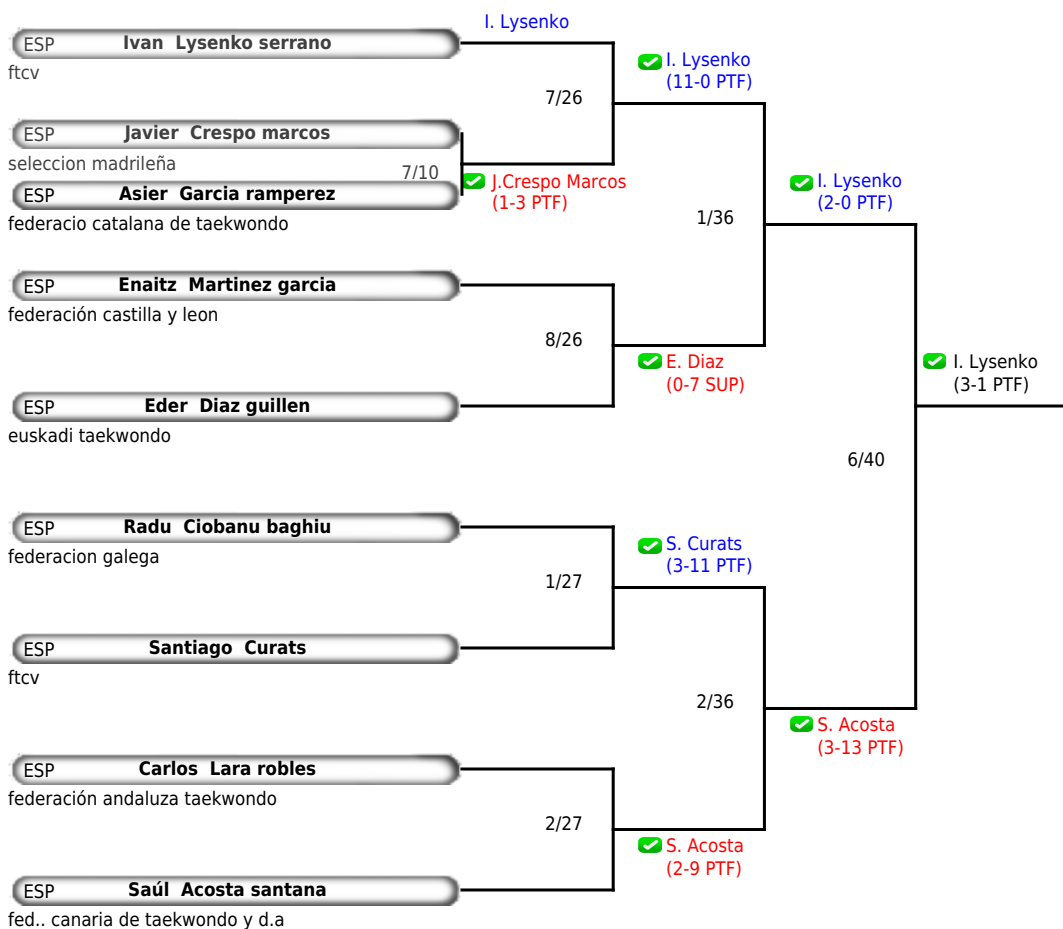 I. Lysenko
ESP Ivan Lysenko serrano
ftcv
I. Lysenko
(11-0 PTF)
7/26
ESP Javier Crespo marcos
seleccion madrileña
7/10
J.Crespo Marcos
(1-3 PTF)
ESP Asier Garcia ramperez
federacio catalana de taekwondo
I. Lysenko
(2-0 PTF)
1/36
ESP Enaitz Martinez garcia
federación castilla y leon
8/26
E. Diaz
(0-7 SUP)
I. Lysenko
(3-1 PTF)
ESP Eder Diaz guillen
euskadi taekwondo
6/40
ESP Radu Ciobanu baghiu
federacion galega
S. Curats
(3-11 PTF)
1/27
ESP Santiago Curats
ftcv
2/36
S. Acosta
(3-13 PTF)
ESP Carlos Lara robles
federación andaluza taekwondo
2/27
S. Acosta
(2-9 PTF)
ESP Saúl Acosta santana
fed.. canaria de taekwondo y d.a